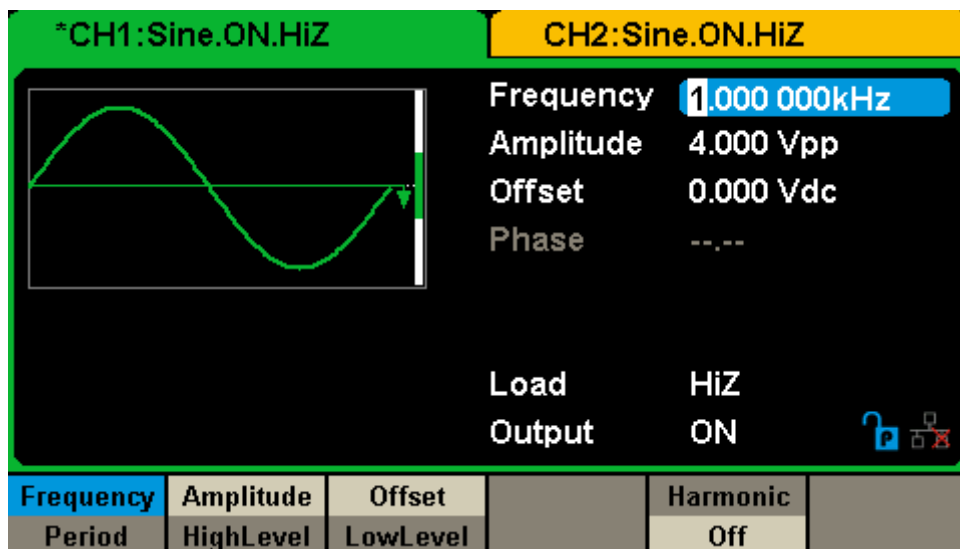 *CH1:Sine.ON.HiZ CH2:Sine.ON.HiZ
Frequency 1.000 000kHz
Amplitude 4.000 Vpp
Offset 0.000 Vdc
Phase --.--
Load HiZ
Output ON
P
Frequency Amplitude Offset Harmonic
Period HighLevel LowLevel Off